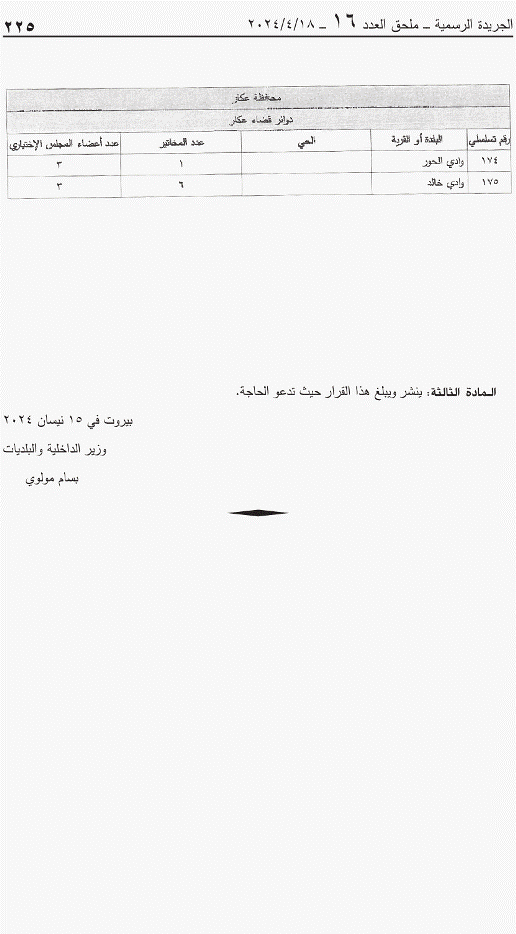 الجريدة الرسمية ــ ملحق العدد ١٦ ــ ٢٠٢٤/٤/١٨ ٢٢٥
محافظة عكار
دوائر قضاء عكار
رقم تسلسلي البلدة أو القرية الحي عدد المخاتير عدد أعضاء المجلس الإختياري
١٧٤ وادي الحور ١ ٣
١٧٥ وادي خالد ٦ ٣
المادة الثالثة: ينشر ويبلغ هذا القرار حيث تدعو الحاجة.
بيروت في ١٥ نيسان ٢٠٢٤
وزير الداخلية والبلديات
بسام مولوي